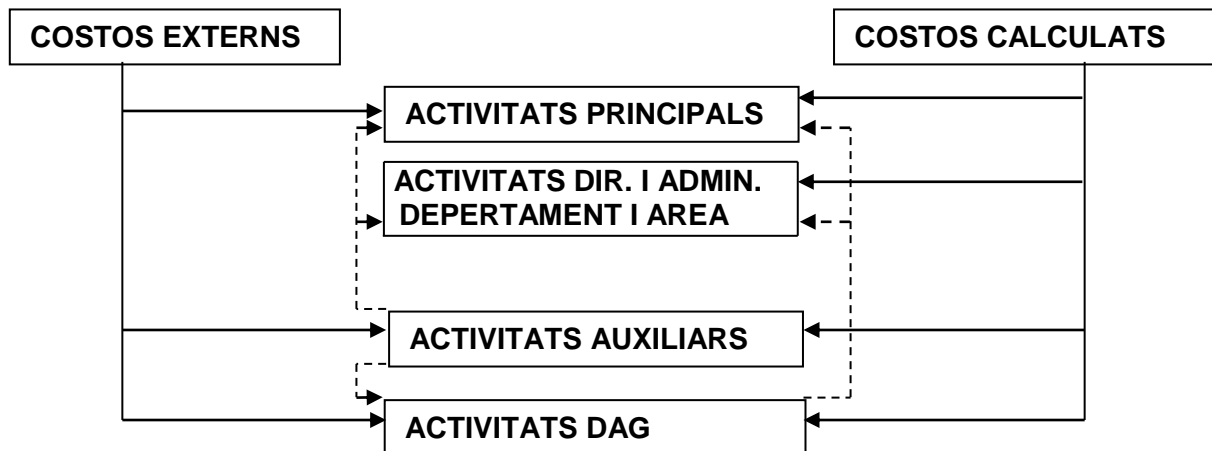 COSTOS EXTERNS
COSTOS CALCULATS
ACTIVITATS PRINCIPALS
ACTIVITATS DIR. I ADMIN.
DEPERTAMENT I AREA
ACTIVITATS AUXILIARS
ACTIVITATS DAG